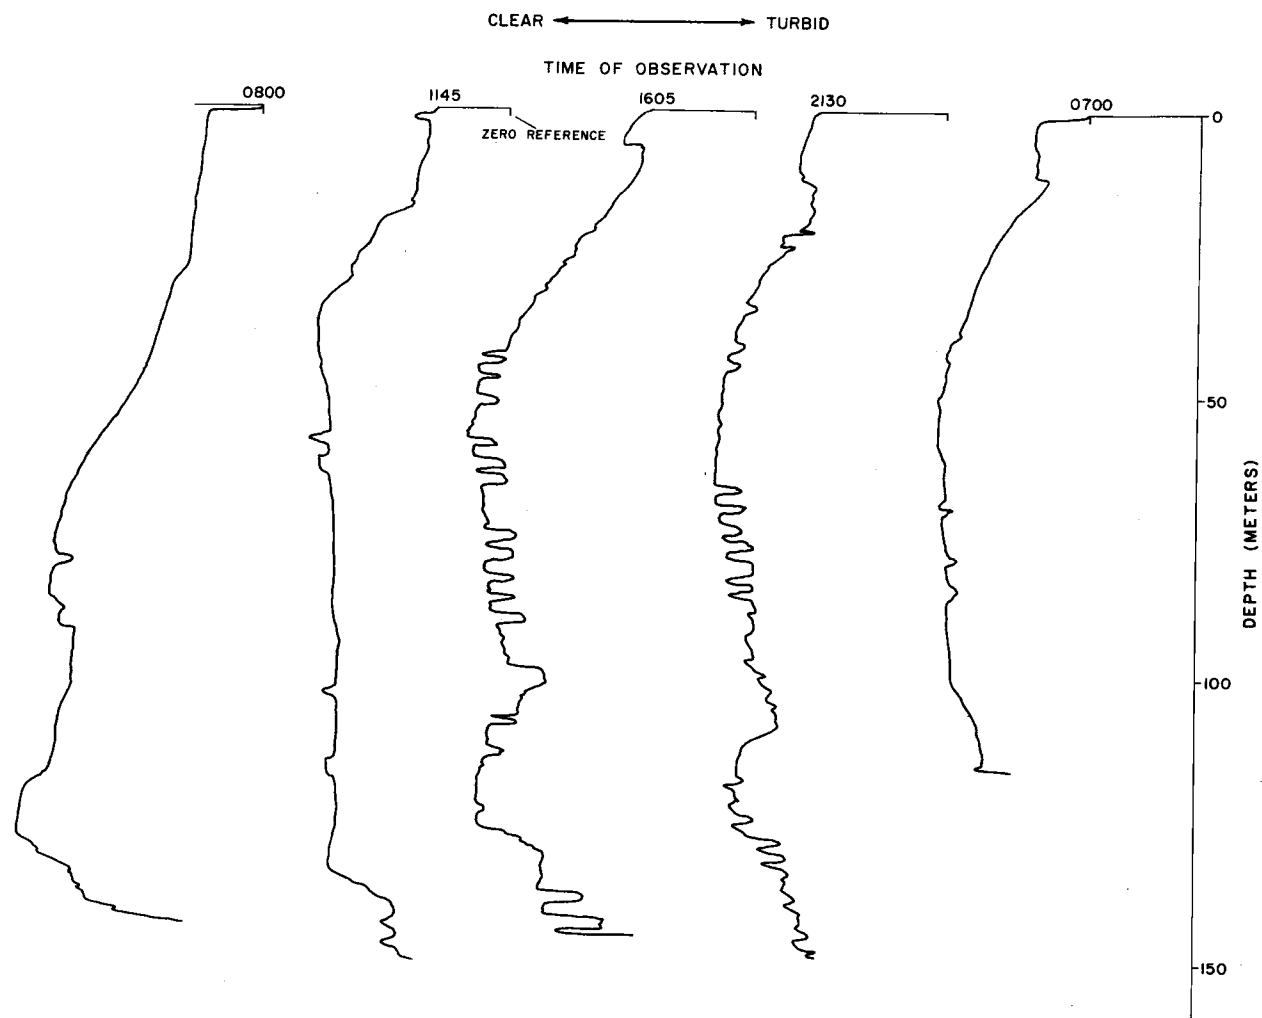 CLEAR TURBID
TIME OF OBSERVATION
0800 1145 1605 2130 0700
ZERO REFERENCE
0
50
100
150
DEPTH (METERS)